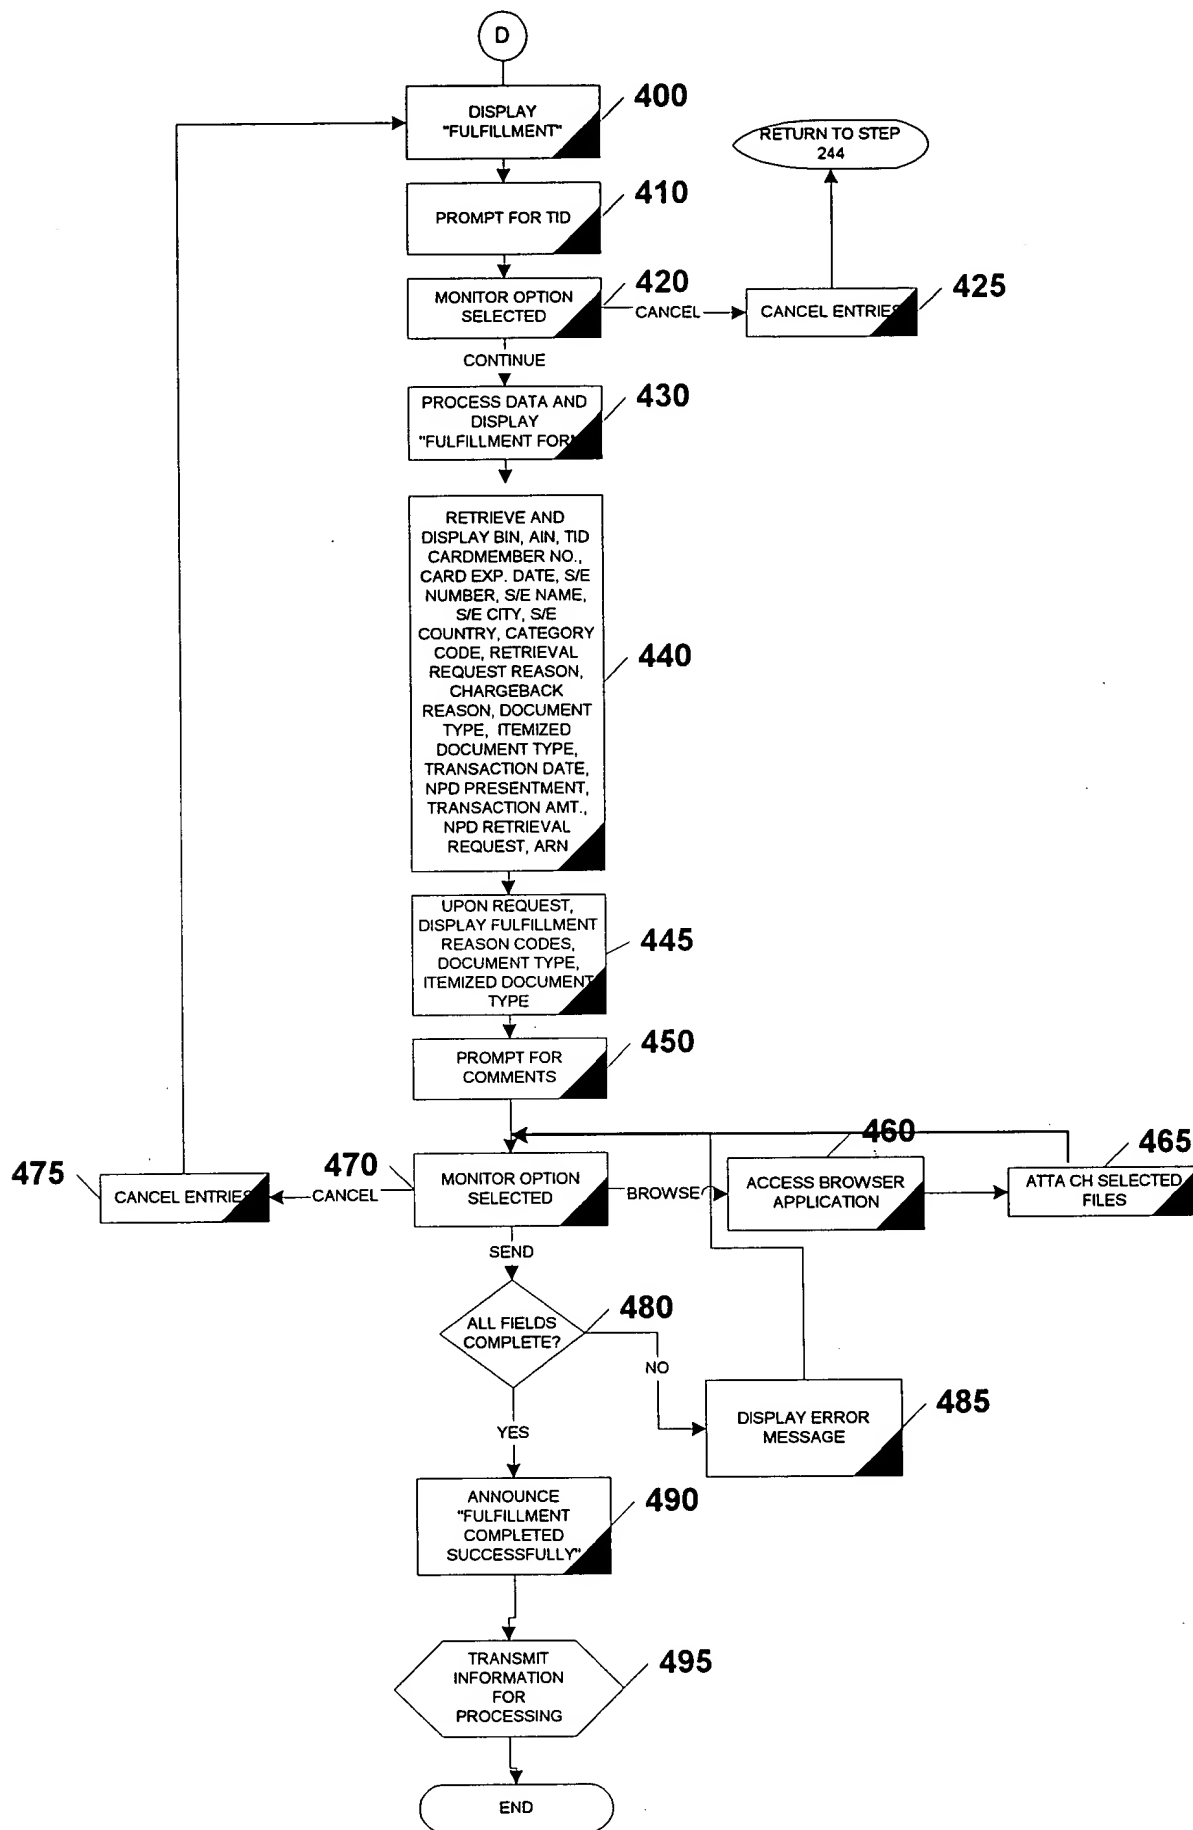 D
DISPLAY
"FULFILLMENT"
400
RETURN TO STEP
244
PROMPT FOR TID
410
MONITOR OPTION
SELECTED
420
CANCEL
CANCEL ENTRIES
425
CONTINUE
PROCESS DATA AND
DISPLAY
"FULFILLMENT FORM
430
RETRIEVE AND
DISPLAY BIN, AIN, TID
CARDMEMBER NO.,
CARD EXP. DATE, S/E
NUMBER, S/E NAME,
S/E CITY, S/E
COUNTRY, CATEGORY
CODE, RETRIEVAL
REQUEST REASON,
CHARGEBACK
REASON, DOCUMENT
TYPE, ITEMIZED
DOCUMENT TYPE,
TRANSACTION DATE,
NPD PRESENTMENT,
TRANSACTION AMT.,
NPD RETRIEVAL
REQUEST, ARN
440
UPON REQUEST,
DISPLAY FULFILLMENT
REASON CODES,
DOCUMENT TYPE,
ITEMIZED DOCUMENT
TYPE
445
PROMPT FOR
COMMENTS
450
475
CANCEL ENTRIES
CANCEL
470
MONITOR OPTION
SELECTED
BROWSE
460
ACCESS BROWSER
APPLICATION
465
ATTA CH SELECTED
FILES
SEND
ALL FIELDS
COMPLETE?
480
NO
DISPLAY ERROR
MESSAGE
485
YES
ANNOUNCE
"FULFILLMENT
COMPLETED
SUCCESSFULLY"
490
TRANSMIT
INFORMATION
FOR
PROCESSING
495
END